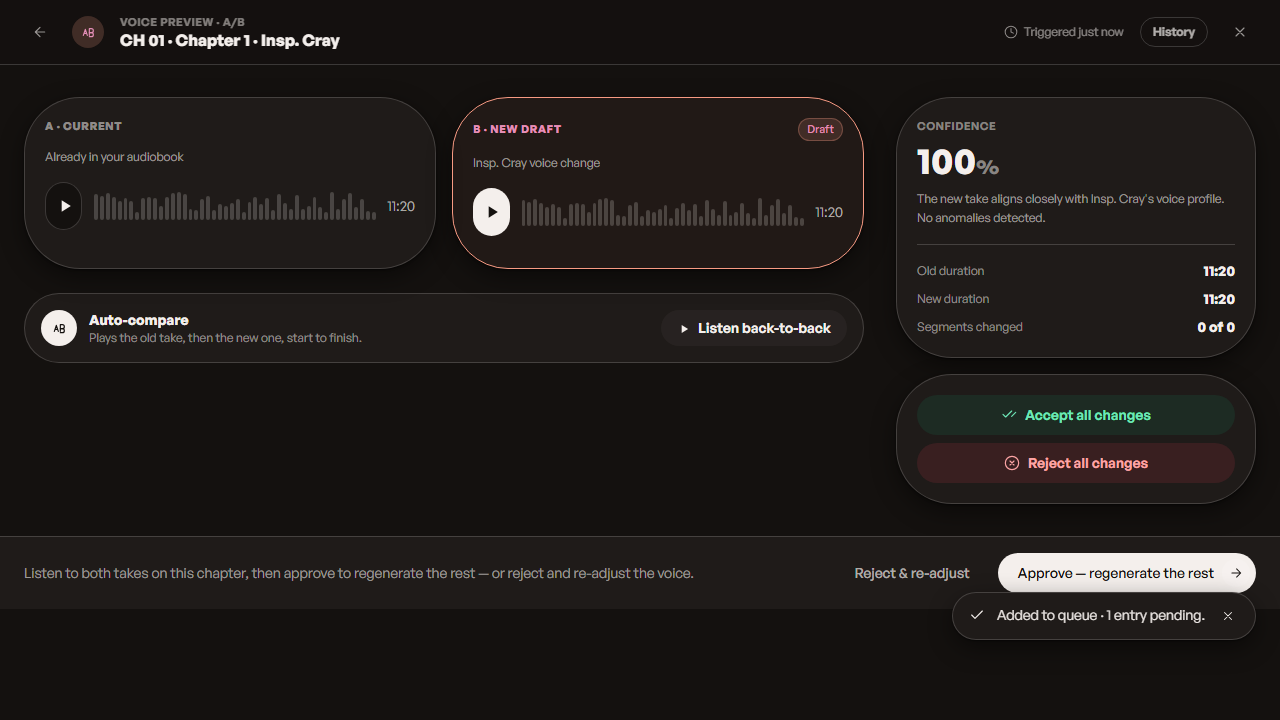 AB
VOICE PREVIEW · A/B
CH 01 · Chapter 1 · Insp. Cray
Triggered just now
History
A · CURRENT
Already in your audiobook
11:20
B · NEW DRAFT
Draft
Insp. Cray voice change
11:20
AB
Auto-compare
Plays the old take, then the new one, start to finish.
Listen back-to-back
CONFIDENCE
100%
The new take aligns closely with Insp. Cray's voice profile.
No anomalies detected.
Old duration 11:20
New duration 11:20
Segments changed 0 of 0
Accept all changes
Reject all changes
Listen to both takes on this chapter, then approve to regenerate the rest — or reject and re-adjust the voice.
Reject & re-adjust
Approve — regenerate the rest
Added to queue · 1 entry pending.